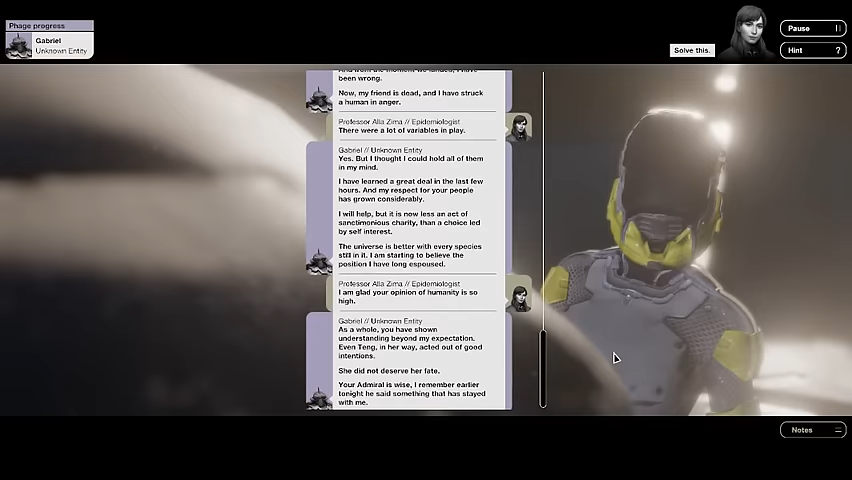 Phage progress
Gabriel
Unknown Entity
Solve this.
Pause
Hint ?
been wrong.
Now, my friend is dead, and I have struck
a human in anger.
Professor Alla Zima // Epidemiologist
There were a lot of variables in play.
Gabriel // Unknown Entity
Yes. But I thought I could hold all of them
in my mind.
I have learned a great deal in the last few
hours. And my respect for your people
has grown considerably.
I will help, but it is now less an act of
sanctimonious charity, than a choice led
by self interest.
The universe is better with every species
still in it. I am starting to believe the
position I have long espoused.
Professor Alla Zima // Epidemiologist
I am glad your opinion of humanity is so
high.
Gabriel // Unknown Entity
As a whole, you have shown
understanding beyond my expectation.
Even Teng, in her way, acted out of good
intentions.
She did not deserve her fate.
Your Admiral is wise, I remember earlier
tonight he said something that has stayed
with me.
Notes